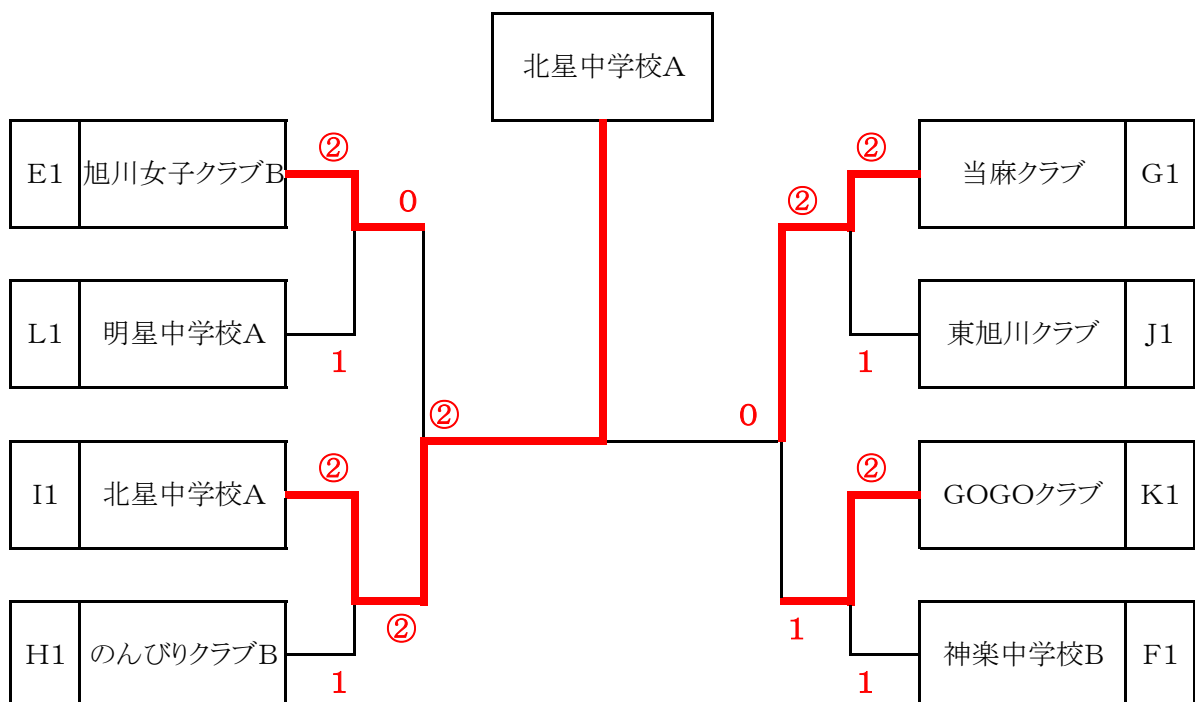 北星中学校A
E1 旭川女子クラブB ② ② 当麻クラブ G1
0 ②
L1 明星中学校A 1 1 東旭川クラブ J1
② 0
I1 北星中学校A ② ② GOGOクラブ K1
② 1
H1 のんびりクラブB 1 1 神楽中学校B F1